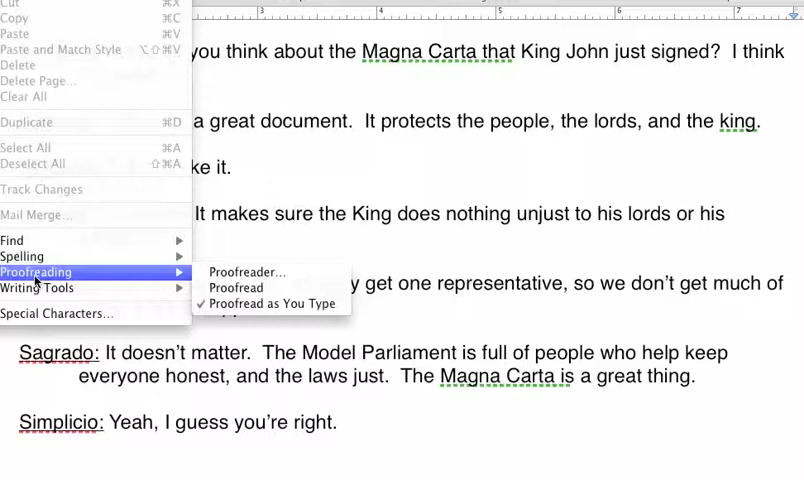 Cut ⌘X
3 4 5 6 7
Copy ⌘C
Paste ⌘V
Paste and Match Style ⌥⇧⌘V
Delete
Delete Page...
Clear All
Duplicate ⌘D
Select All ⌘A
Deselect All ⇧⌘A
Track Changes
Mail Merge...
Find
Spelling
Proofreading
Writing Tools
Special Characters...
Proofreader...
Proofread
✓ Proofread as You Type
you think about the Magna Carta that King John just signed? I think
a great document. It protects the people, the lords, and the king.
ke it.
It makes sure the King does nothing unjust to his lords or his
y get one representative, so we don't get much of
Sagrado: It doesn't matter. The Model Parliament is full of people who help keep
everyone honest, and the laws just. The Magna Carta is a great thing.
Simplicio: Yeah, I guess you're right.